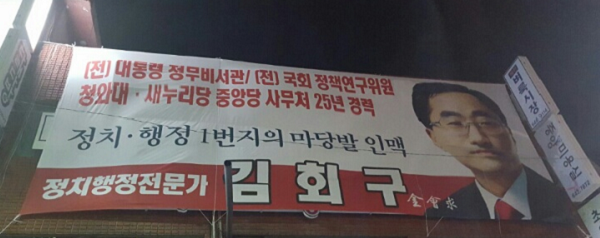 (전) 대통령 정무비서관/ (전) 국회 정책연구위원
청와대 · 새누리당 중앙당 사무처 25년 경력
정치 · 행정 1번지의 마당발 인맥
정치행정전문가 김회구
金會求